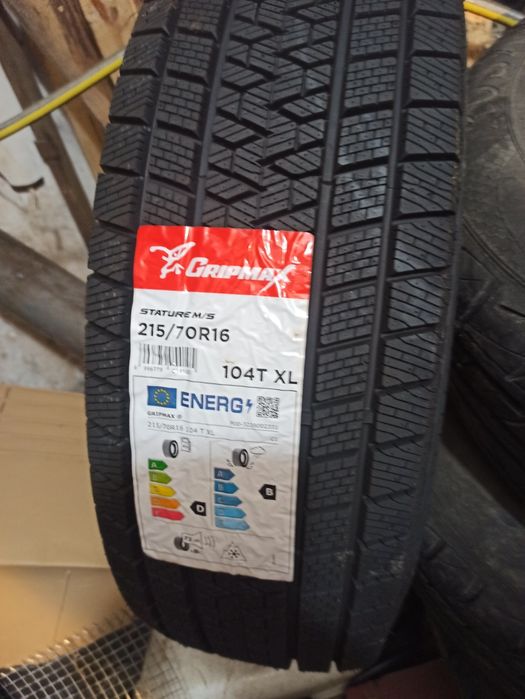 GRIPMAX
STATURE M/S
215/70R16
104T XL
ENERG
GRIPMAX ®
215/70R16 104 T XL
A
D
A
B